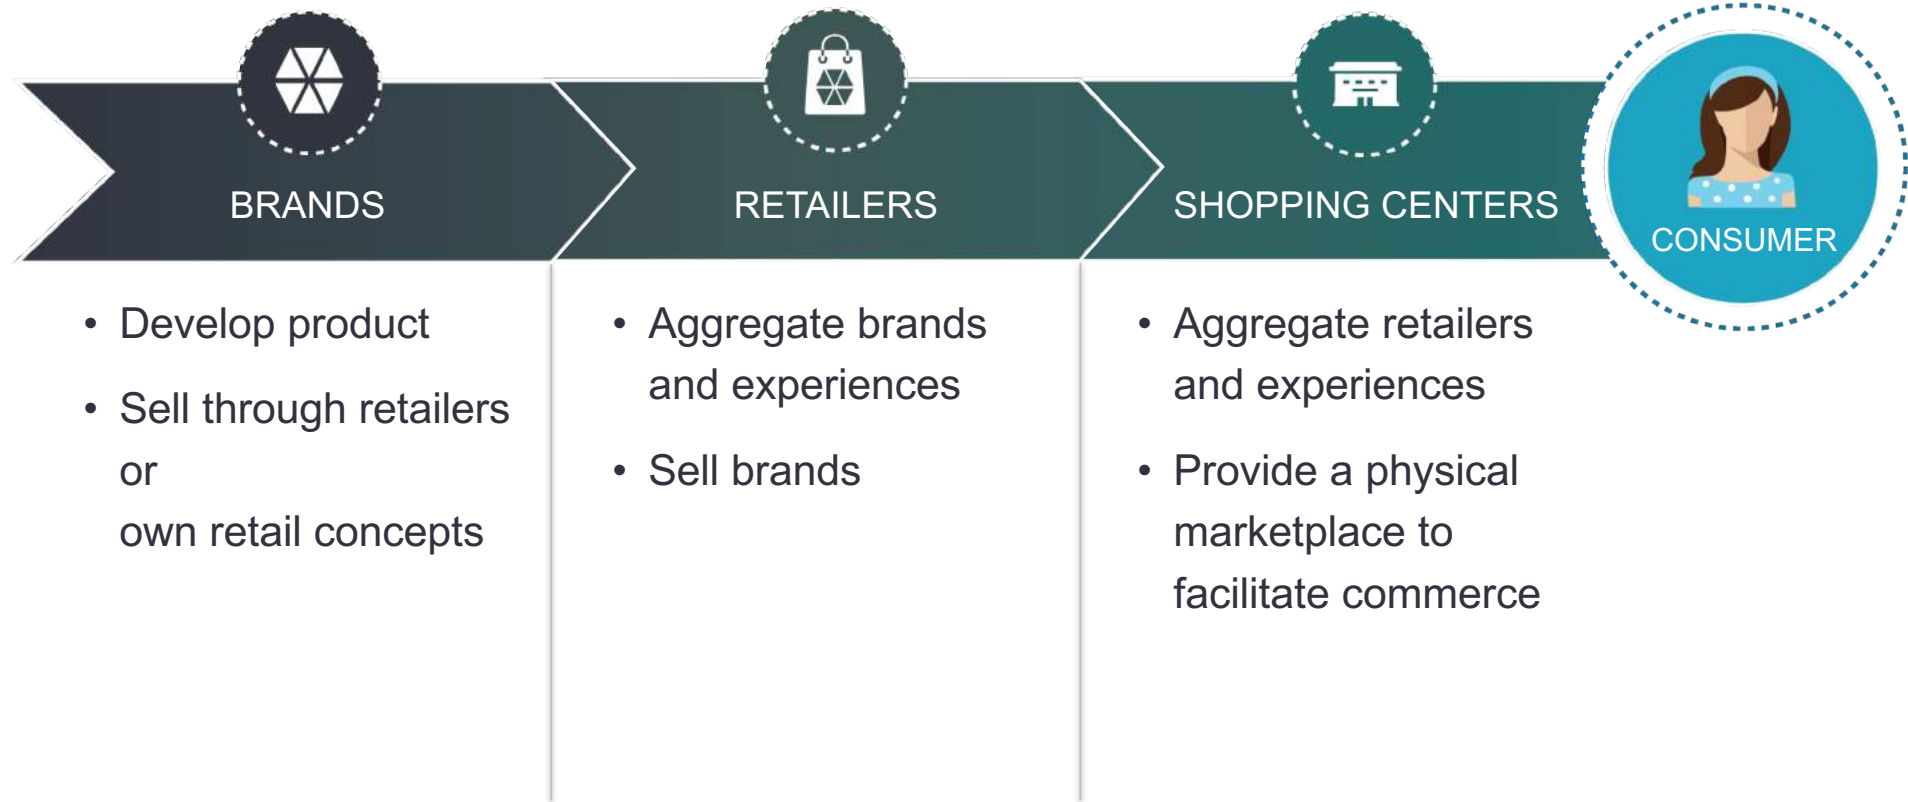 BRANDS
• Develop product
• Sell through retailers
or
own retail concepts
RETAILERS
• Aggregate brands
and experiences
• Sell brands
SHOPPING CENTERS
• Aggregate retailers
and experiences
• Provide a physical
marketplace to
facilitate commerce
CONSUMER